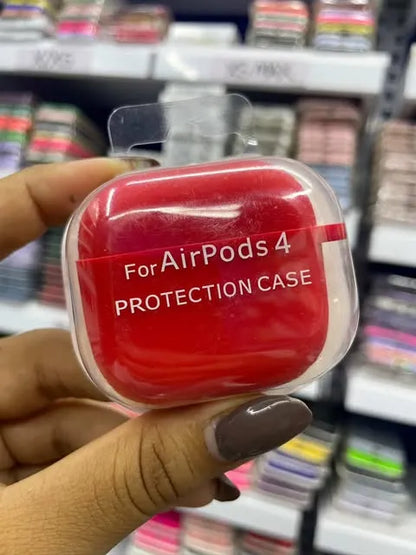 For AirPods 4
PROTECTION CASE